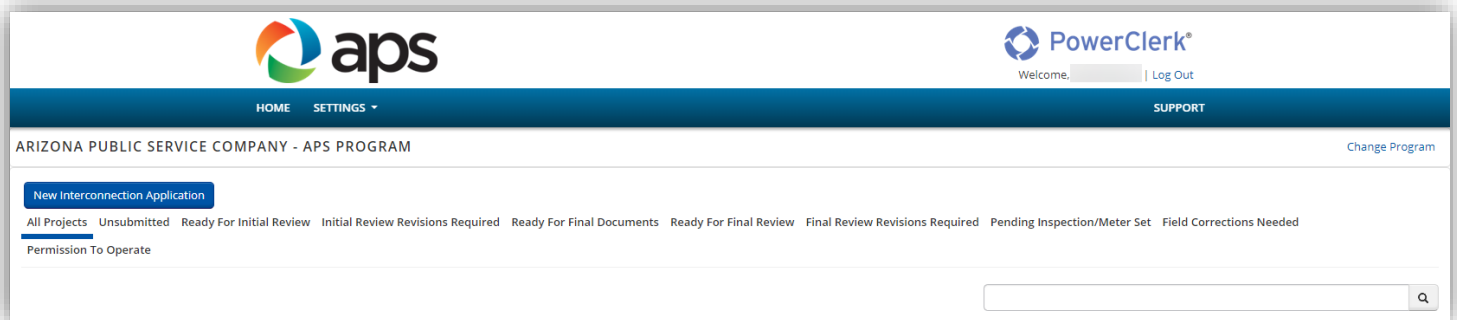 aps
PowerClerk®
Welcome, | Log Out
HOME SETTINGS SUPPORT
ARIZONA PUBLIC SERVICE COMPANY - APS PROGRAM Change Program
New Interconnection Application
All Projects Unsubmitted Ready For Initial Review Initial Review Revisions Required Ready For Final Documents Ready For Final Review Final Review Revisions Required Pending Inspection/Meter Set Field Corrections Needed
Permission To Operate